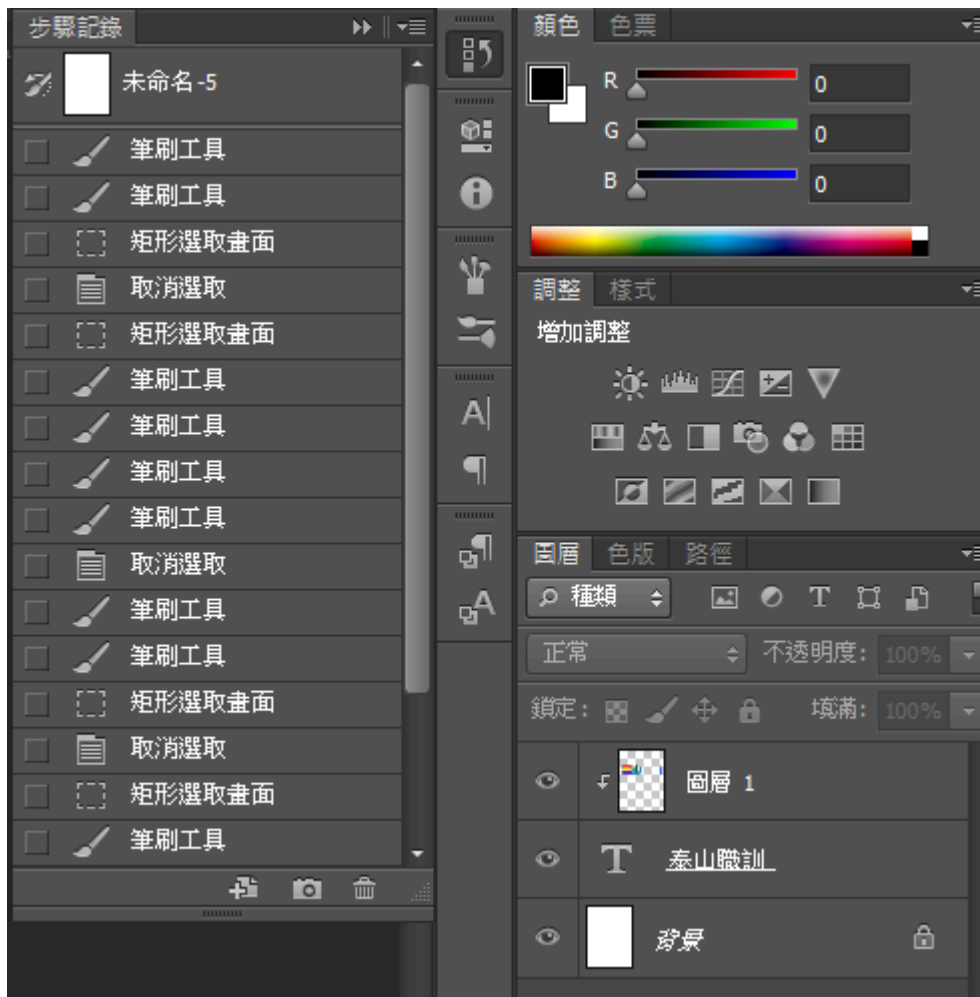 步驟記錄
未命名-5
筆刷工具
筆刷工具
矩形選取畫面
取消選取
矩形選取畫面
筆刷工具
筆刷工具
筆刷工具
筆刷工具
取消選取
筆刷工具
筆刷工具
矩形選取畫面
取消選取
矩形選取畫面
筆刷工具
顏色 色票
R 0
G 0
B 0
調整 樣式
增加調整
圖層 色版 路徑
種類
正常 不透明度: 100%
鎖定: 填滿: 100%
圖層 1
泰山職訓
背景